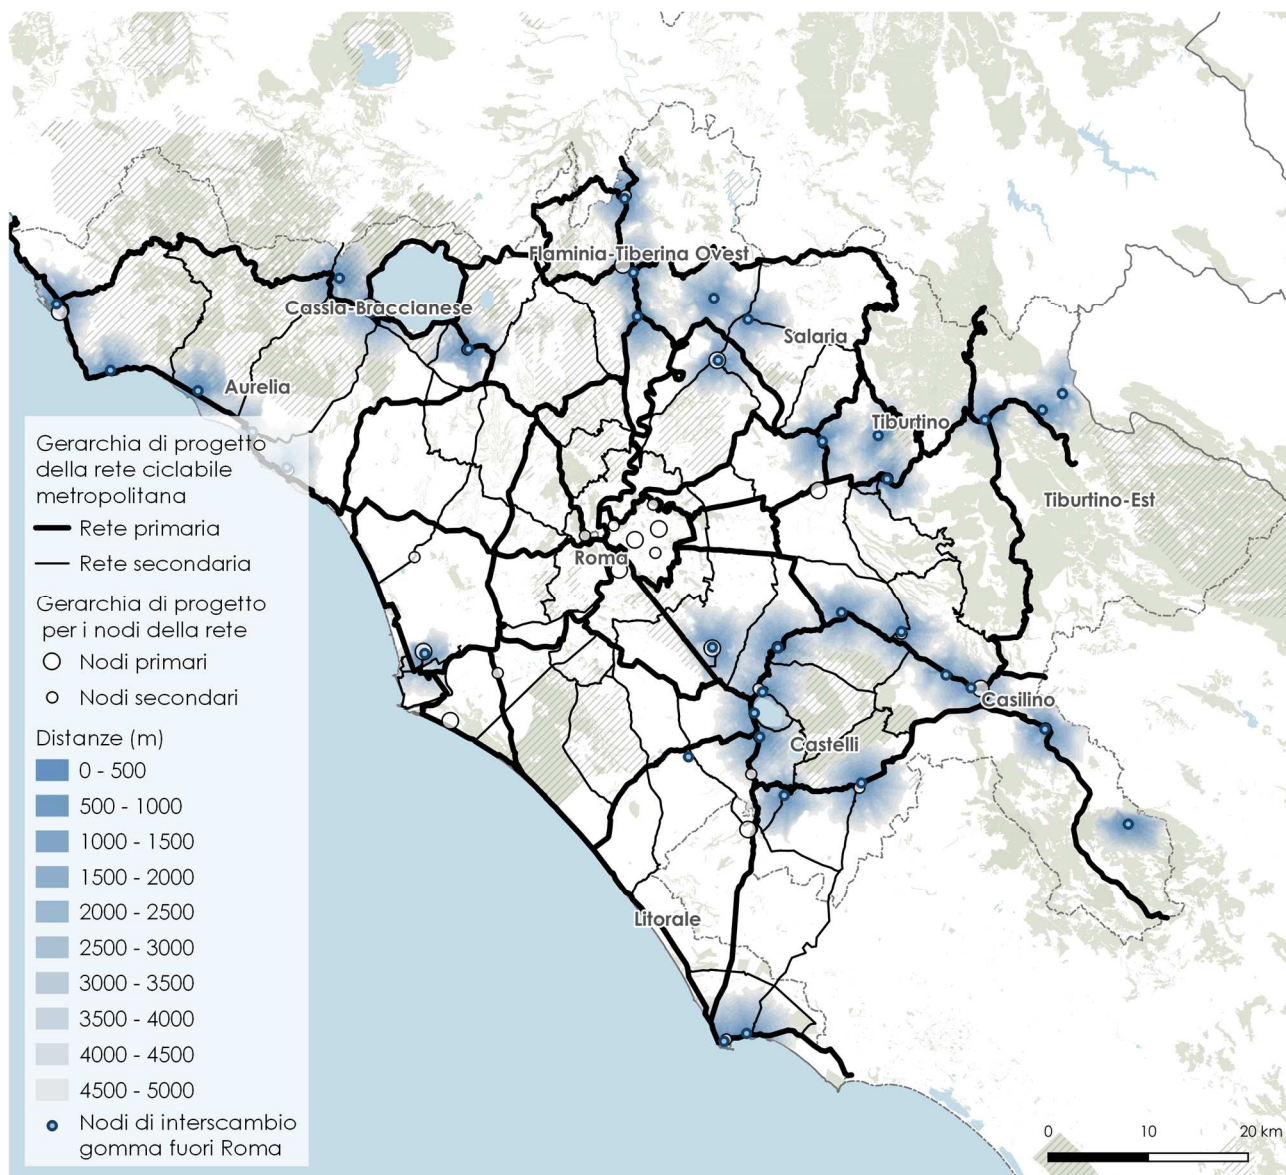 Flaminia-Tiberina Ovest
Cassia-Braccianese
Salaria
Aurelia
Tiburtino
Tiburtino-Est
Roma
Casilino
Castelli
Litorale
Gerarchia di progetto
della rete ciclabile
metropolitana
Rete primaria
Rete secondaria
Gerarchia di progetto
per i nodi della rete
Nodi primari
Nodi secondari
Distanze (m)
0 - 500
500 - 1000
1000 - 1500
1500 - 2000
2000 - 2500
2500 - 3000
3000 - 3500
3500 - 4000
4000 - 4500
4500 - 5000
Nodi di interscambio
gomma fuori Roma
0 10 20 km